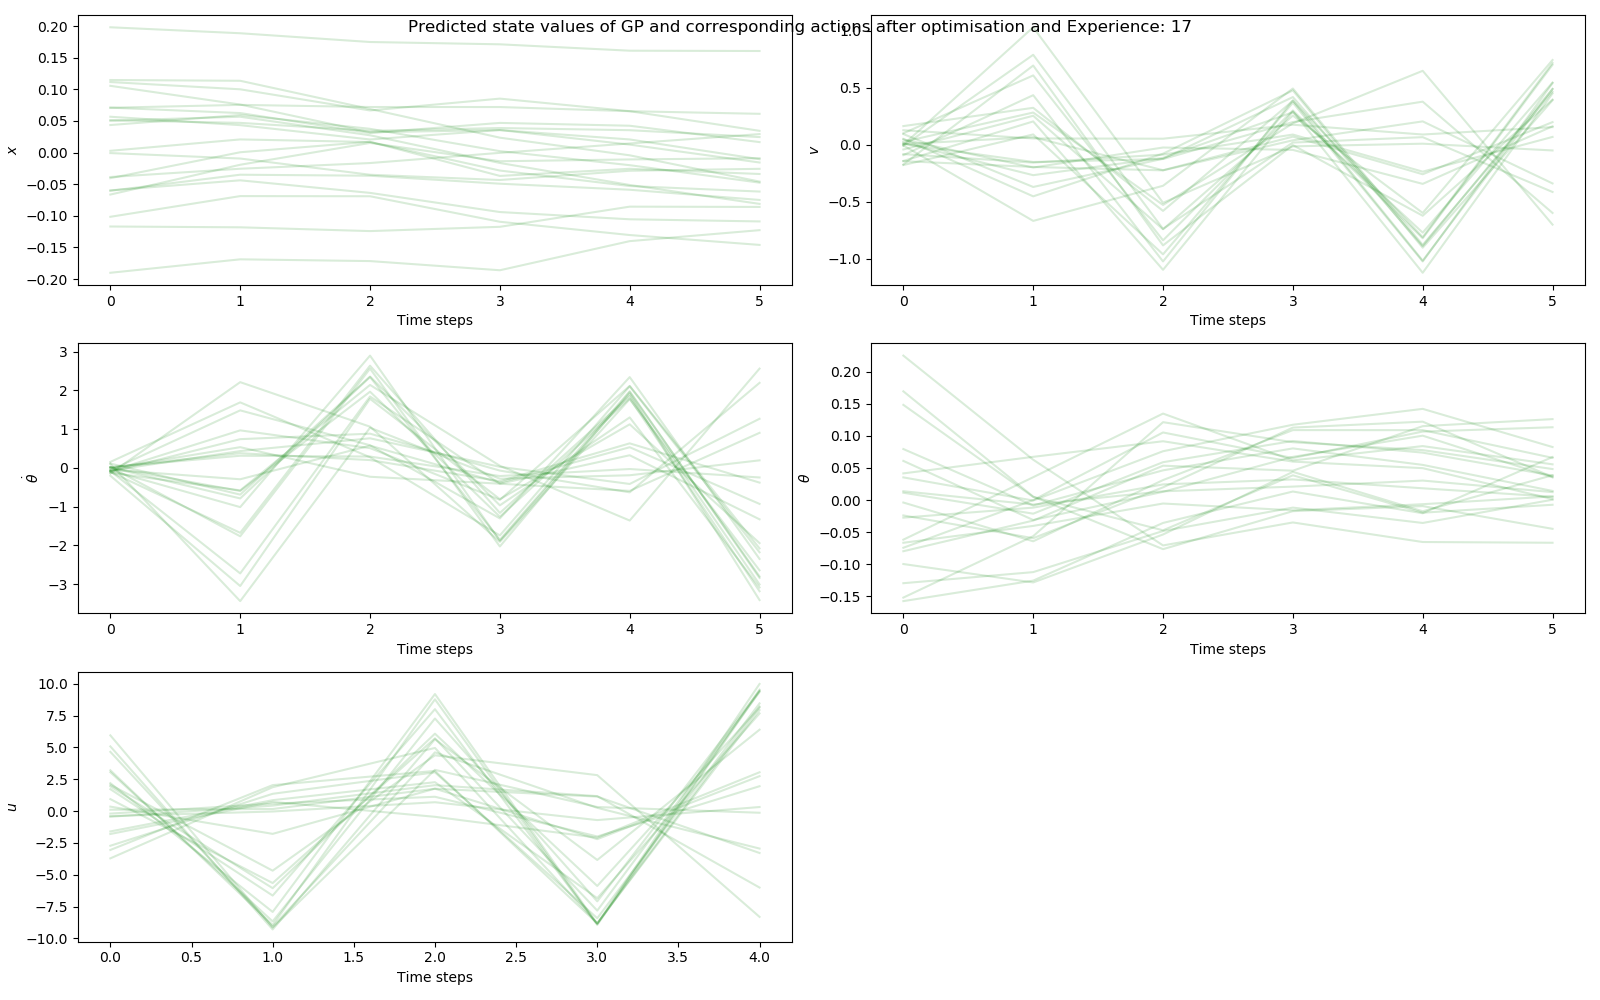 Predicted state values of GP and corresponding actions after optimisation and Experience: 17
0.20
0.15
0.10
0.05
0.00
−0.05
−0.10
−0.15
−0.20
x
0 1 2 3 4 5
Time steps
1.0
0.5
0.0
−0.5
−1.0
v
0 1 2 3 4 5
Time steps
3
2
1
0
−1
−2
−3
θ̇
0 1 2 3 4 5
Time steps
0.20
0.15
0.10
0.05
0.00
−0.05
−0.10
−0.15
θ
0 1 2 3 4 5
Time steps
10.0
7.5
5.0
2.5
0.0
−2.5
−5.0
−7.5
−10.0
u
0.0 0.5 1.0 1.5 2.0 2.5 3.0 3.5 4.0
Time steps